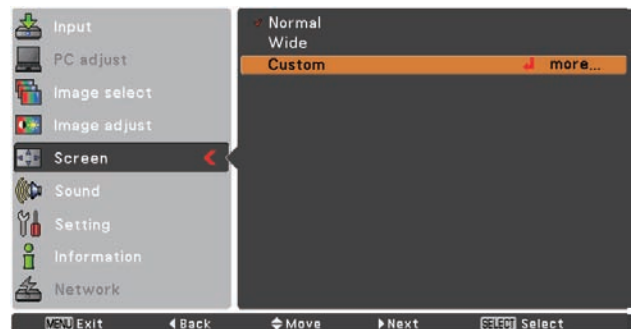 Input
PC adjust
Image select
Image adjust
Screen
Sound
Setting
Information
Network
Normal
Wide
Custom more...
MENU Exit Back Move Next SELECT Select